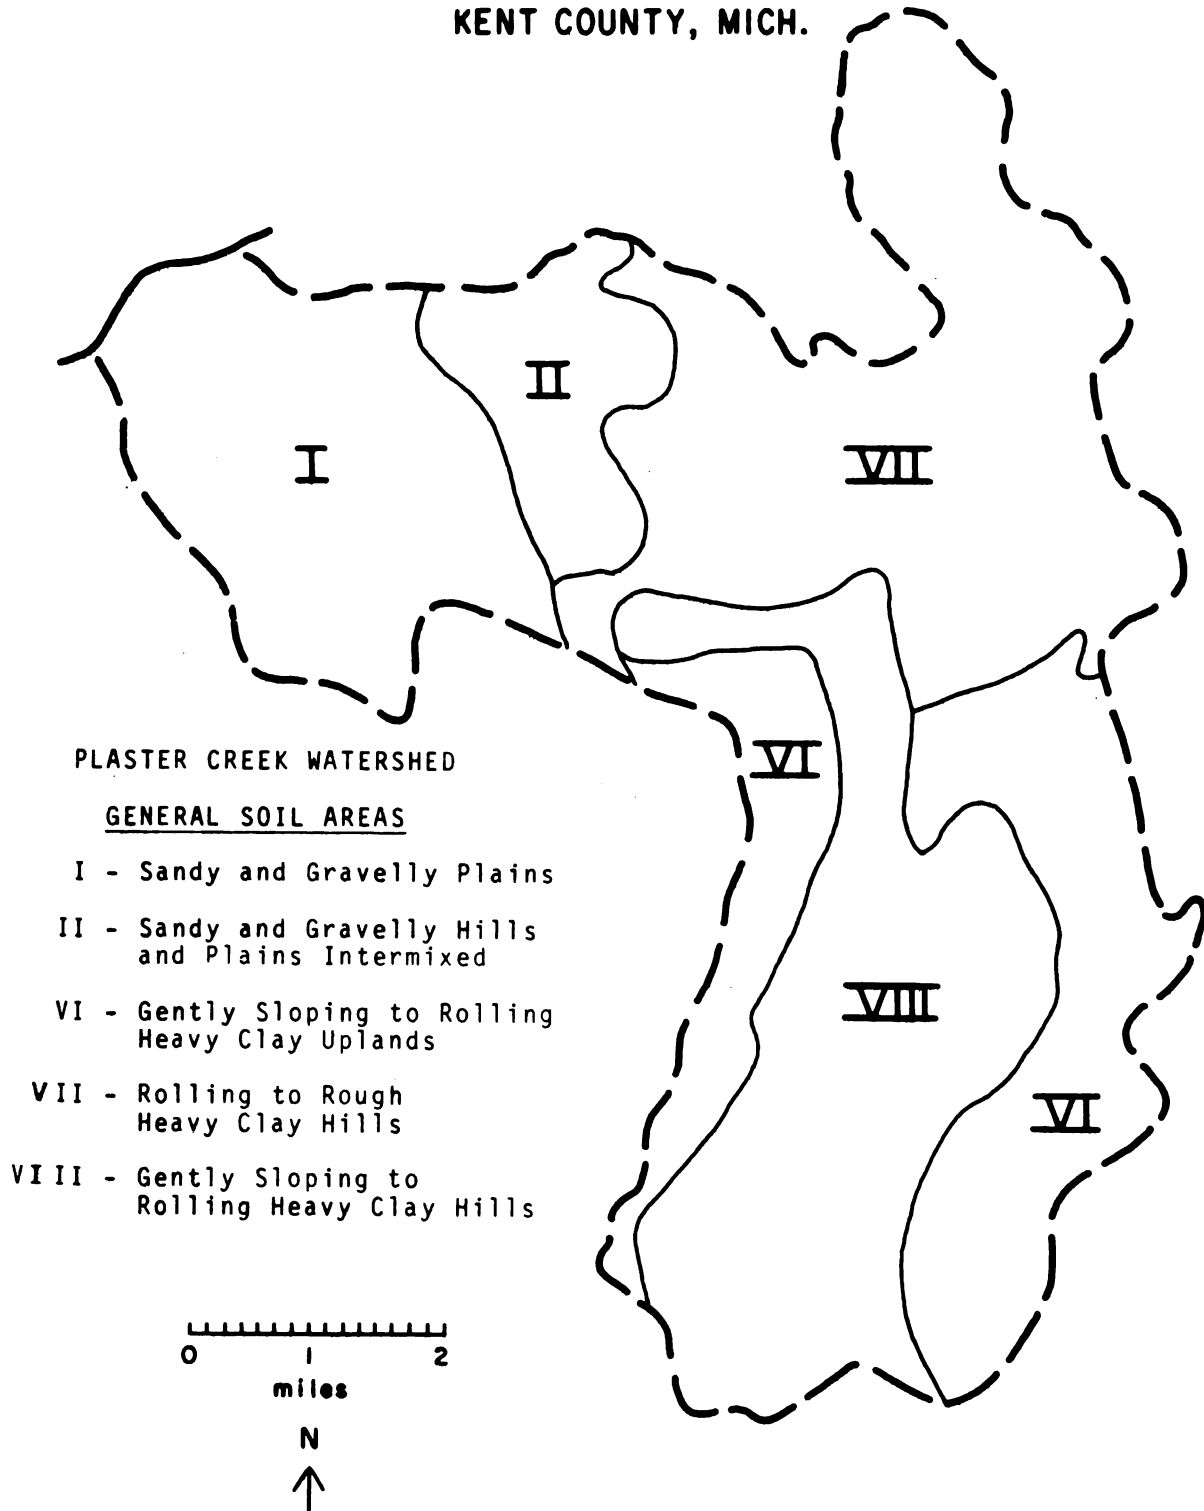 KENT COUNTY, MICH.
II
I
VII
PLASTER CREEK WATERSHED
VI
GENERAL SOIL AREAS
I - Sandy and Gravelly Plains
II - Sandy and Gravelly Hills
and Plains Intermixed
VIII
VI - Gently Sloping to Rolling
Heavy Clay Uplands
VII - Rolling to Rough
Heavy Clay Hills
VI
VIII - Gently Sloping to
Rolling Heavy Clay Hills
0 1 2
miles
N